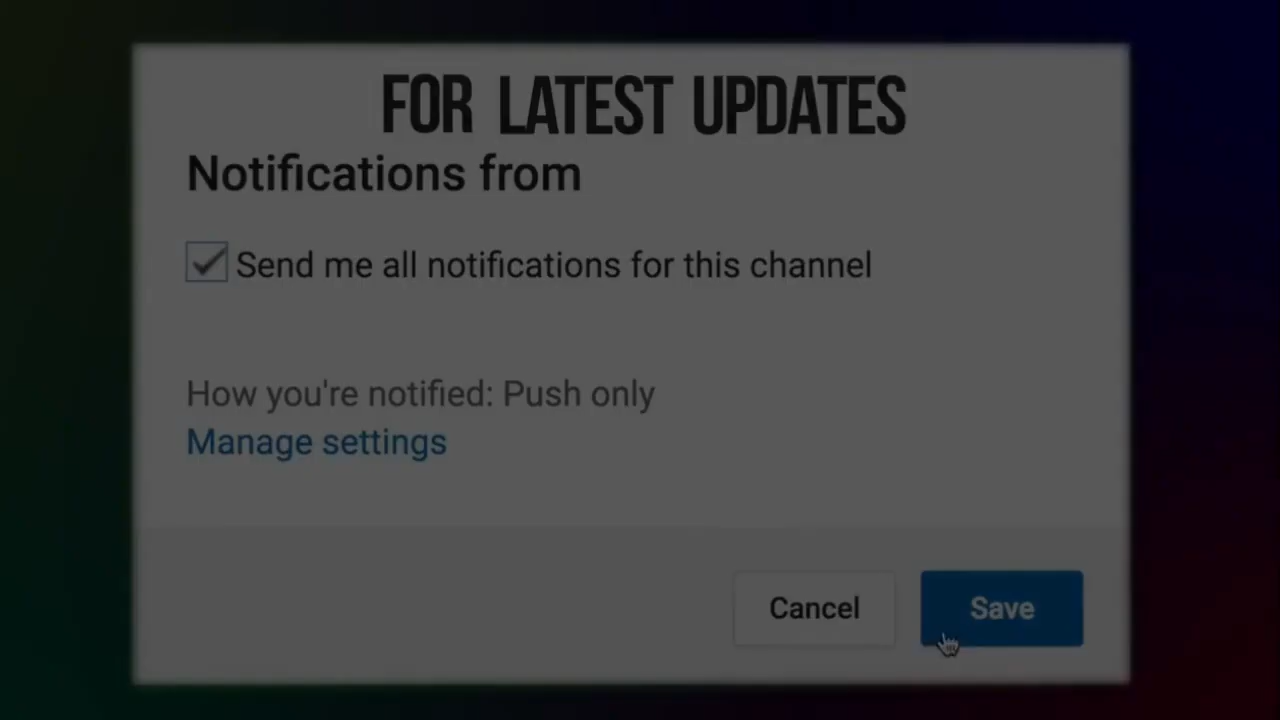 FOR LATEST UPDATES
Notifications from
Send me all notifications for this channel
How you're notified: Push only
Manage settings
Cancel
Save